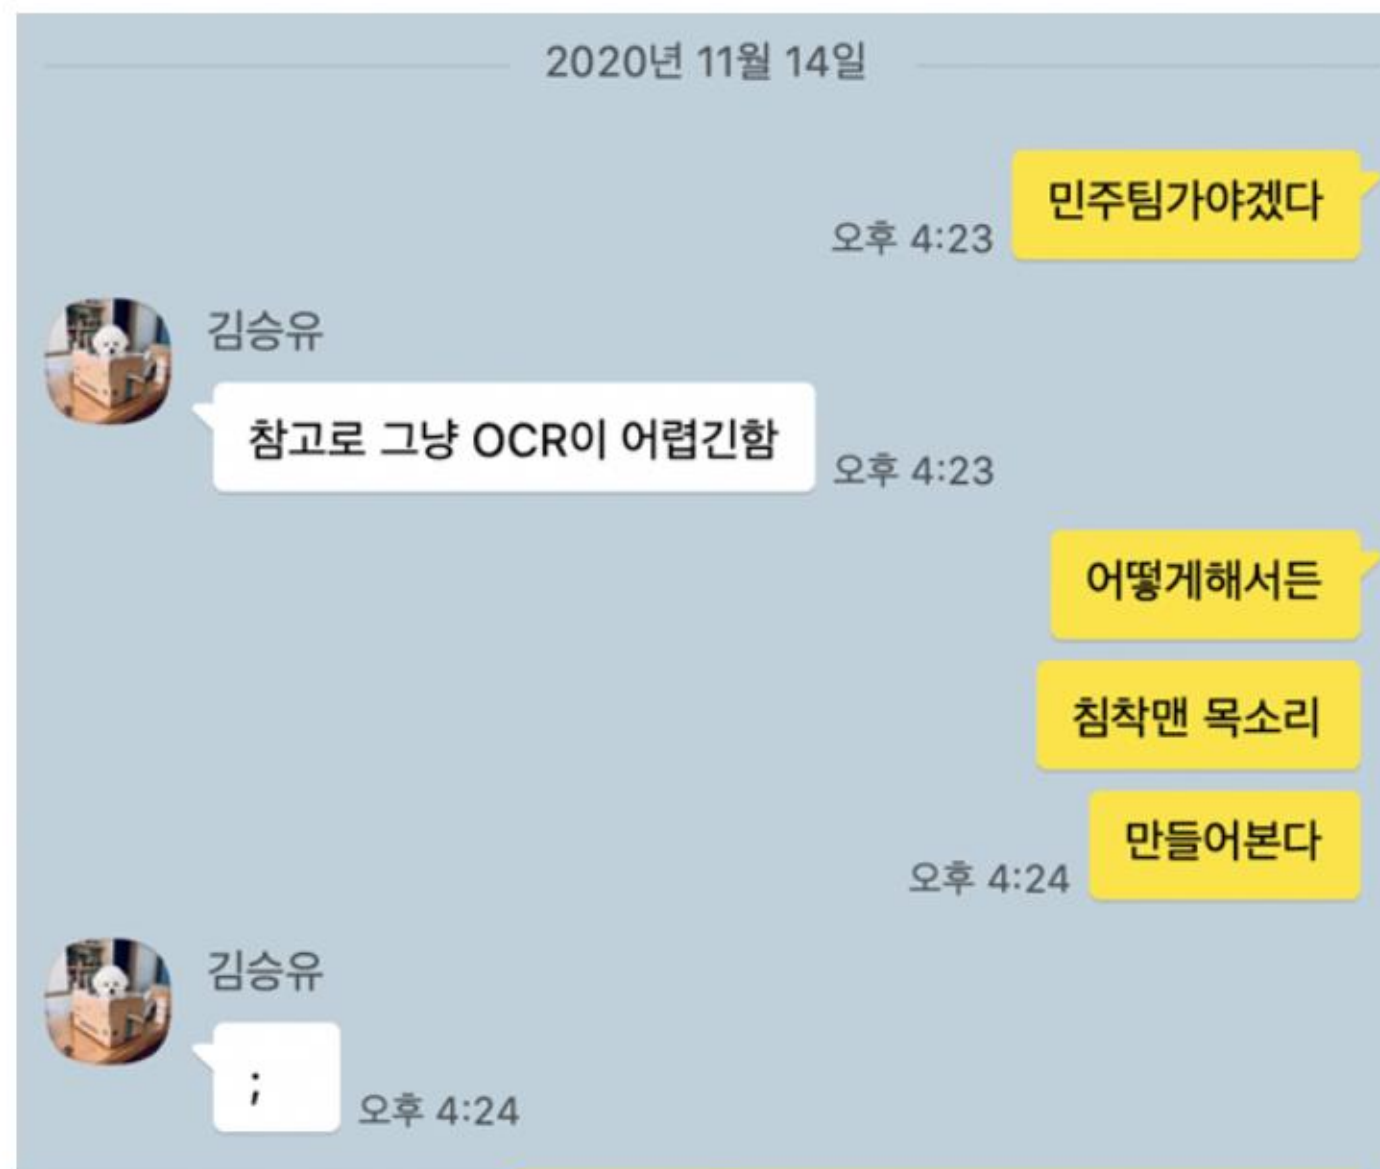 2020년 11월 14일
민주팀가야겠다
오후 4:23
김승유
참고로 그냥 OCR이 어렵긴함
오후 4:23
어떻게해서든
침착맨 목소리
만들어본다
오후 4:24
김승유
;
오후 4:24